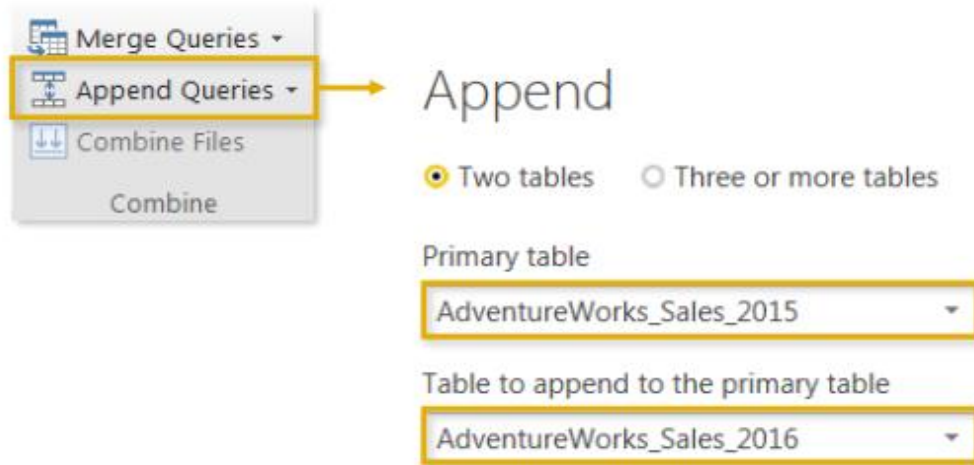 Merge Queries
Append Queries
Combine Files
Combine
Append
Two tables Three or more tables
Primary table
AdventureWorks_Sales_2015
Table to append to the primary table
AdventureWorks_Sales_2016